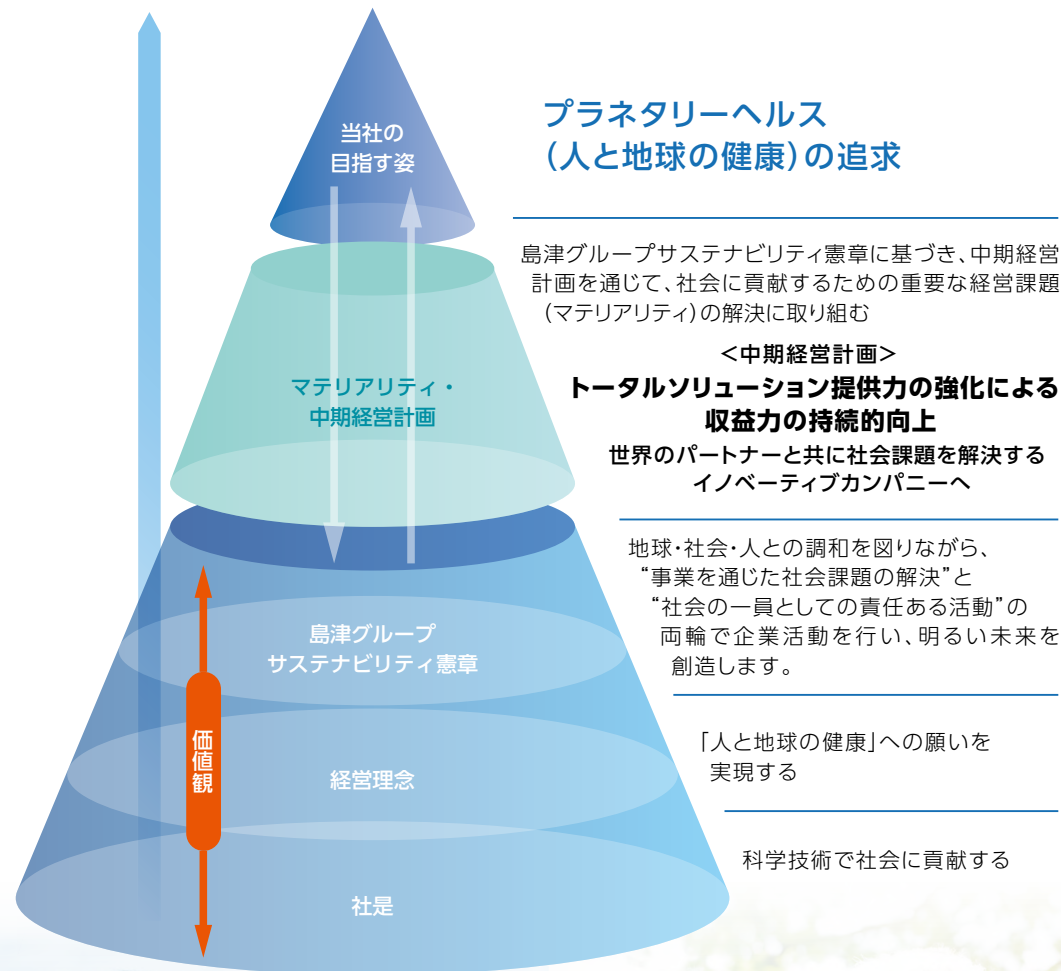 当社の
目指す姿
プラネタリーヘルス
(人と地球の健康)の追求
島津グループサステナビリティ憲章に基づき、中期経営
計画を通じて、社会に貢献するための重要な経営課題
(マテリアリティ)の解決に取り組む
マテリアリティ・
中期経営計画
<中期経営計画>
トータルソリューション提供力の強化による
収益力の持続的向上
世界のパートナーと共に社会課題を解決する
イノベーティブカンパニーへ
島津グループ
サステナビリティ憲章
地球・社会・人との調和を図りながら、
“事業を通じた社会課題の解決”と
“社会の一員としての責任ある活動”の
両輪で企業活動を行い、明るい未来を
創造します。
価値観
経営理念
「人と地球の健康」への願いを
実現する
社是
科学技術で社会に貢献する